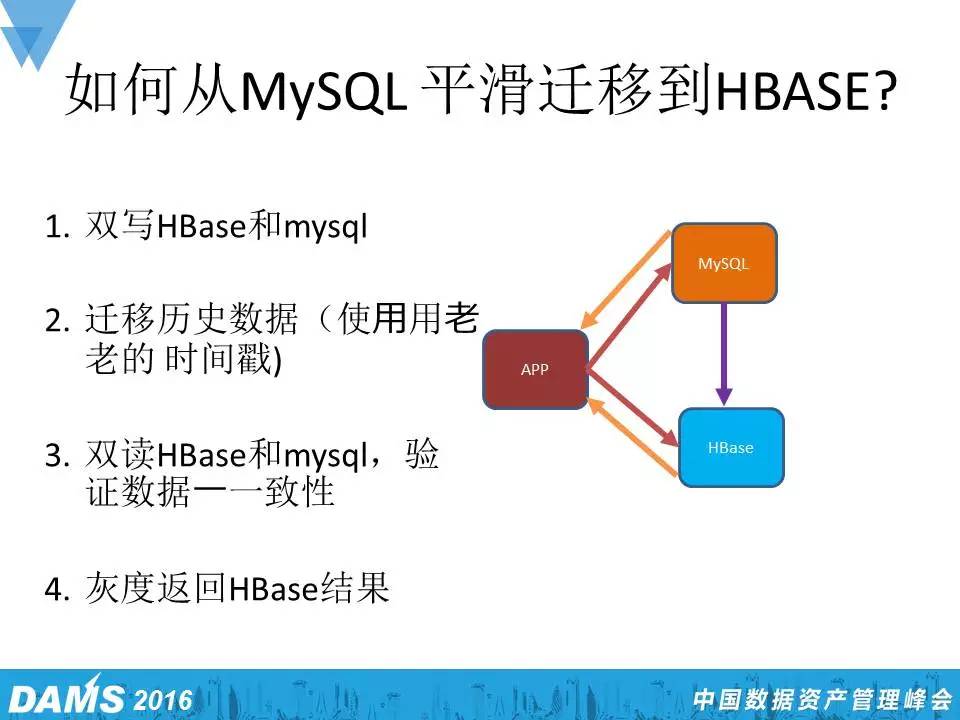 如何从MySQL 平滑迁移到HBASE?
1. 双写HBase和mysql
2. 迁移历史数据（使用用老
老的 时间戳)
3. 双读HBase和mysql，验
证数据一一致性
4. 灰度返回HBase结果
MySQL
APP
HBase
DAMS 2016
中国数据资产管理峰会